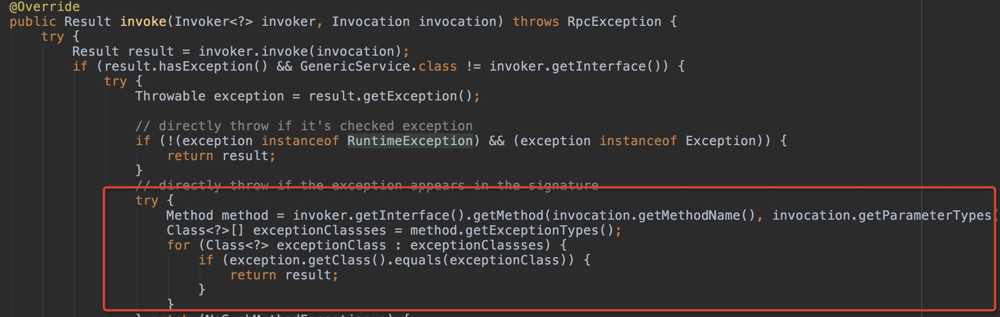 @Override
public Result invoke(Invoker<?> invoker, Invocation invocation) throws RpcException {
try {
Result result = invoker.invoke(invocation);
if (result.hasException() && GenericService.class != invoker.getInterface()) {
try {
Throwable exception = result.getException();
// directly throw if it's checked exception
if (!(exception instanceof RuntimeException) && (exception instanceof Exception)) {
return result;
}
// directly throw if the exception appears in the signature
try {
Method method = invoker.getInterface().getMethod(invocation.getMethodName(), invocation.getParameterTypes(
Class<?>[] exceptionClassses = method.getExceptionTypes();
for (Class<?> exceptionClass : exceptionClassses) {
if (exception.getClass().equals(exceptionClass)) {
return result;
}
}
} catch (NoSuchMethodException e) {